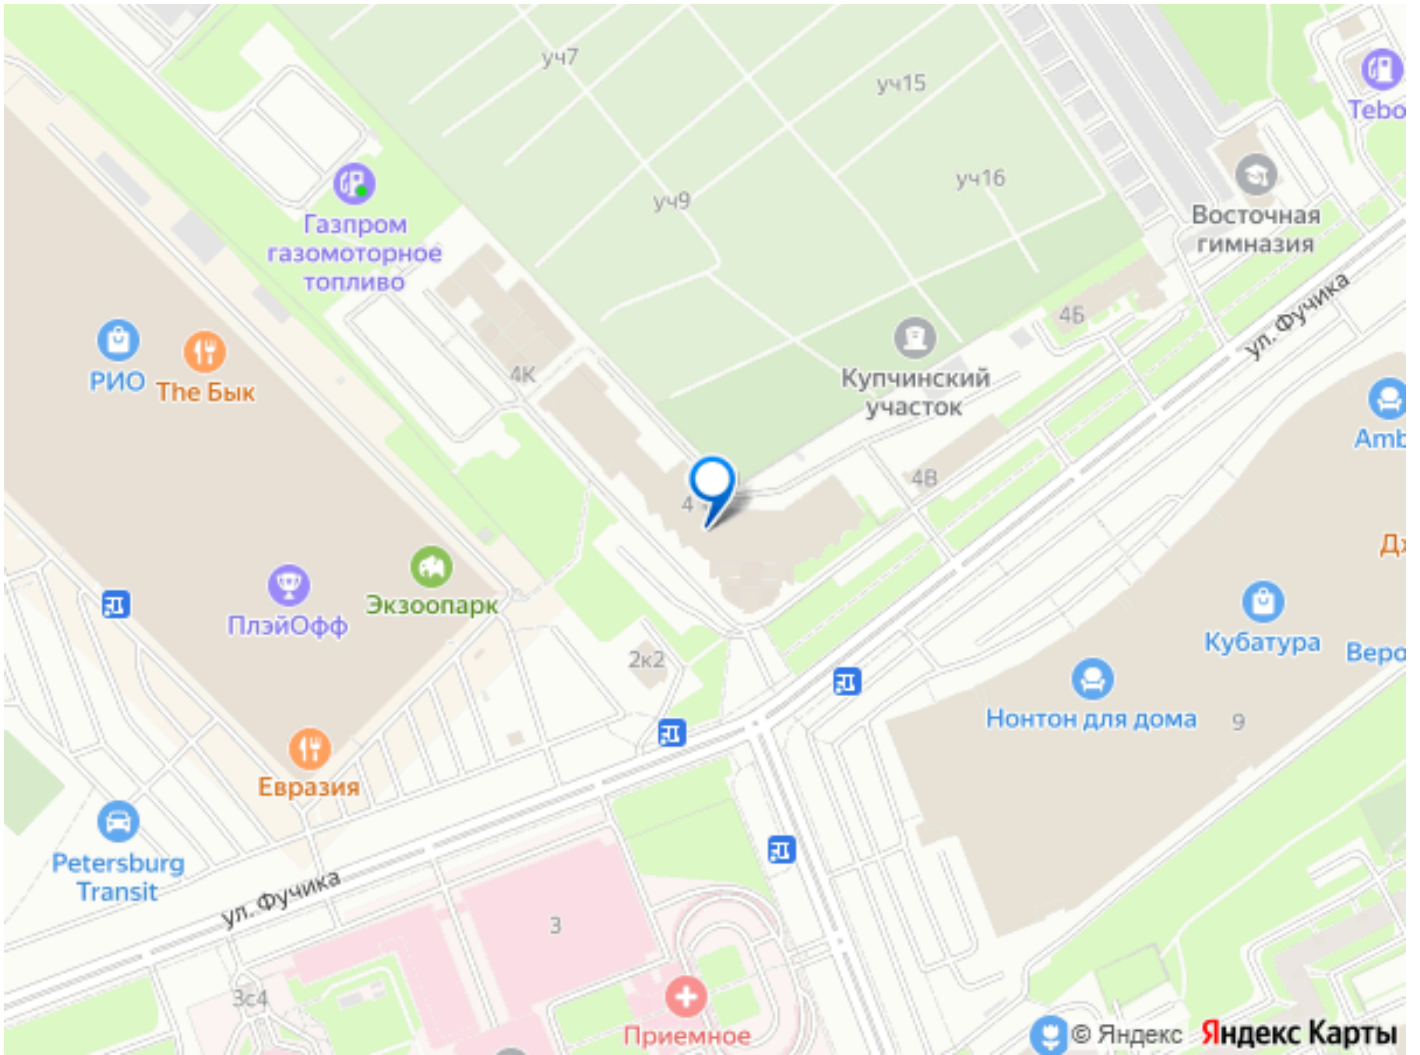 уч7
уч15
Tebo
уч16
уч9
Восточная
гимназия
Газпром
газомоторное
топливо
ул. Фучика
4Б
РИО
The Бык
4К
Купчинский
участок
Amb
4В
4
Дж
Экзоопарк
ПлэйОфф
Кубатура
Веро
2к2
Нонтон для дома
9
Евразия
Petersburg
Transit
ул. Фучика
3
3с4
Приемное
© Яндекс Яндекс Карты